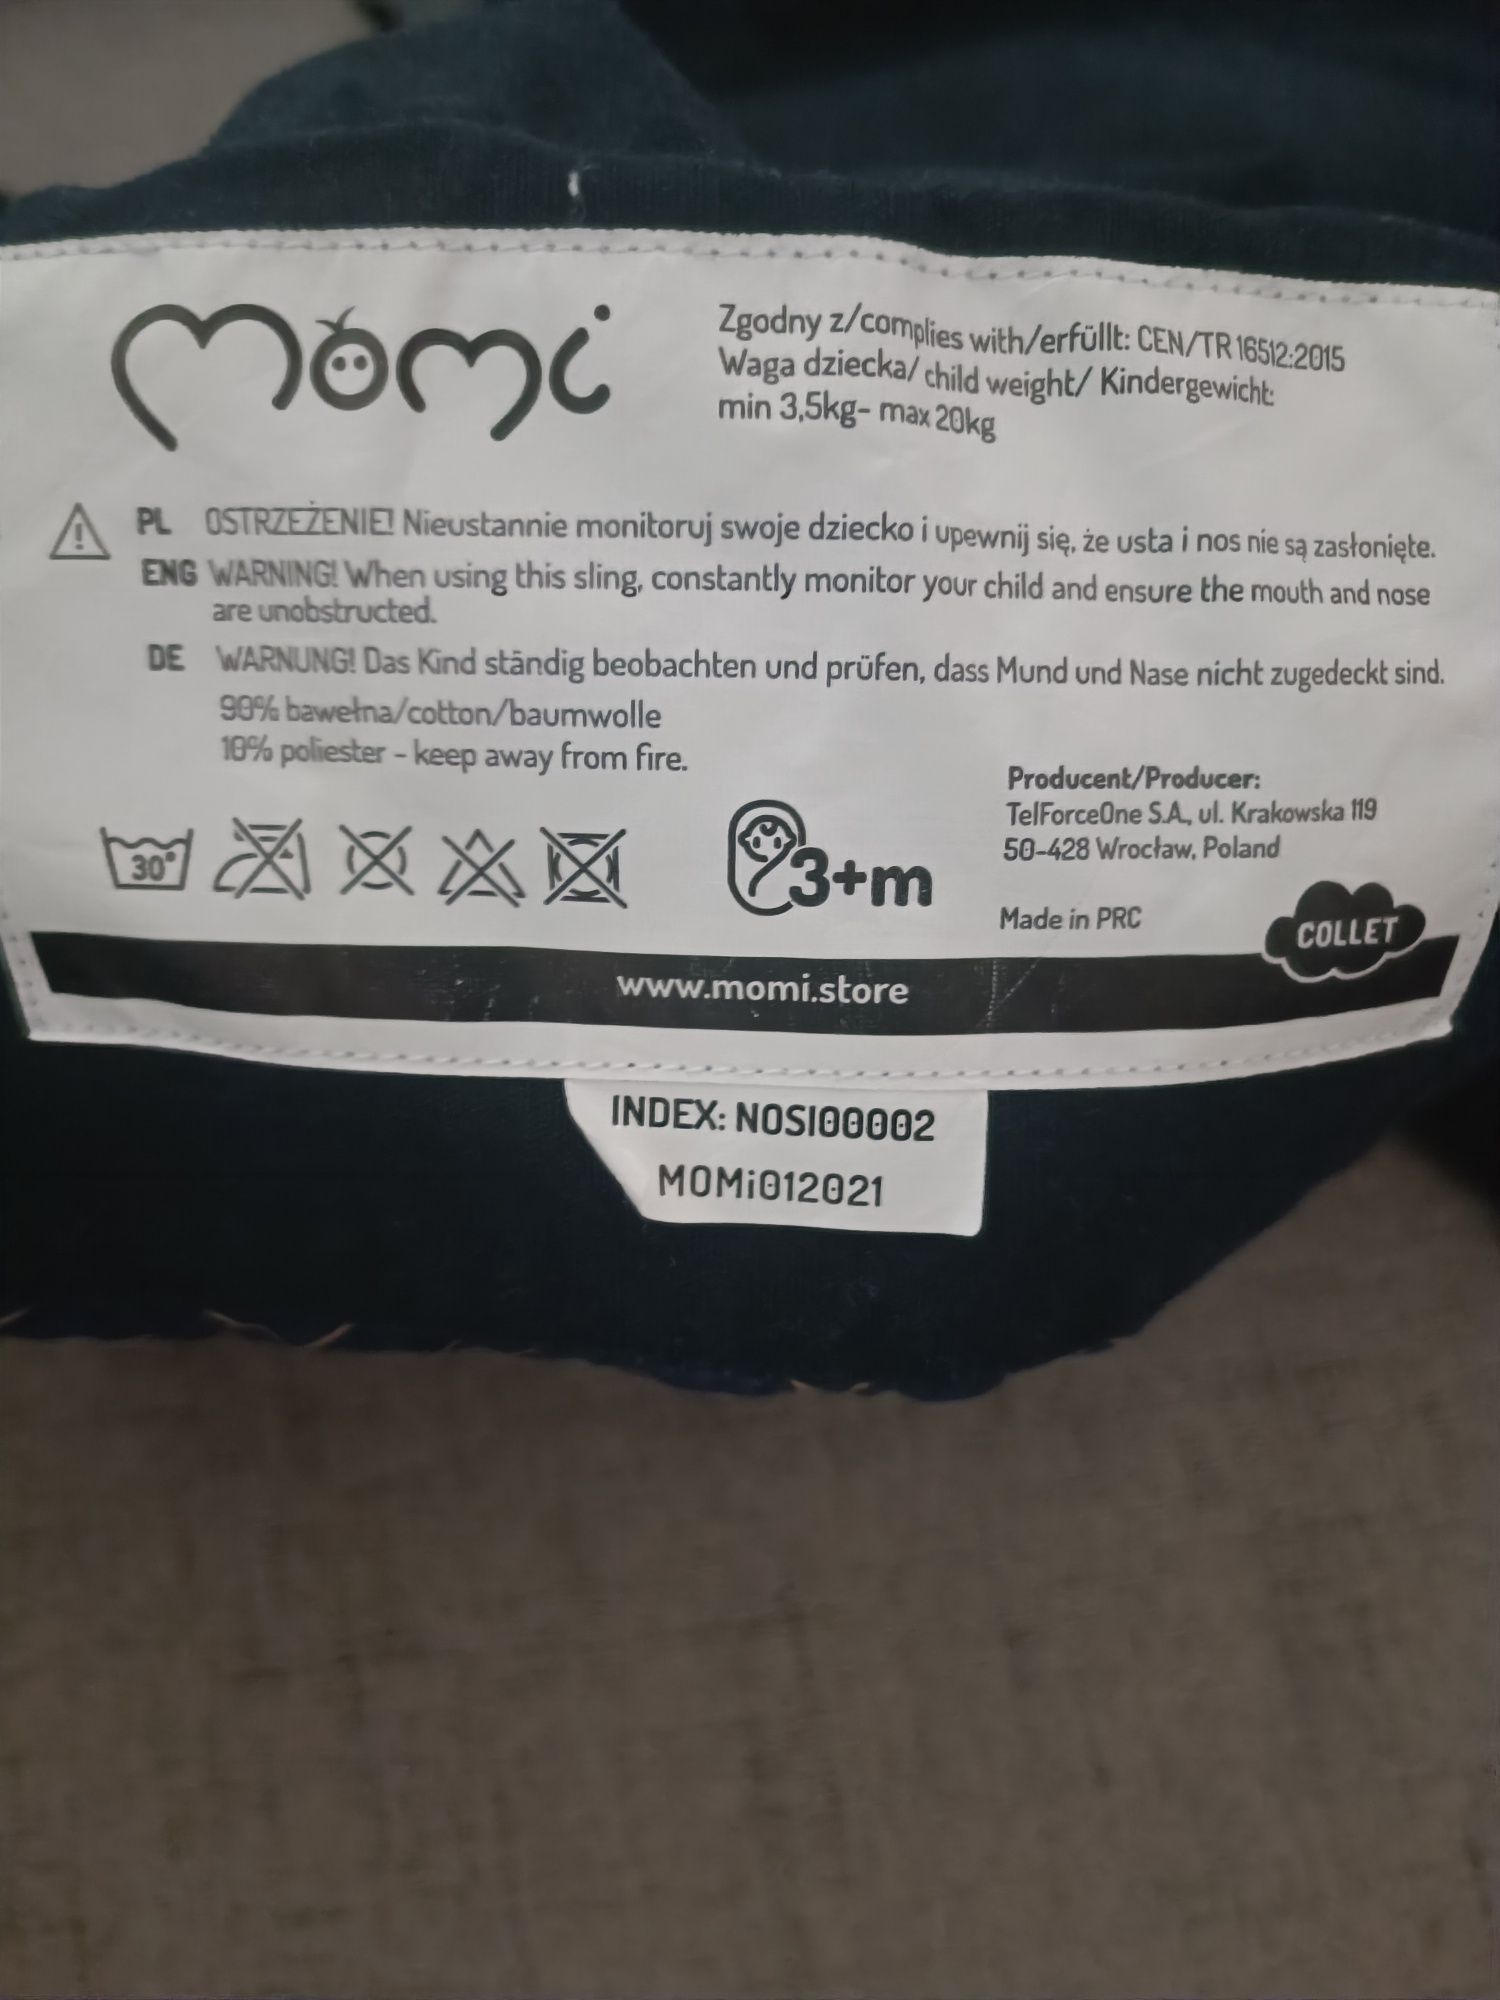 momi
Zgodny z/complies with/erfüllt: CEN/TR 16512:2015
Waga dziecka/ child weight/ Kindergewicht:
min 3,5kg- max 20kg
PL OSTRZEŻENIE! Nieustannie monitoruj swoje dziecko i upewnij się, że usta i nos nie są zasłonięte.
ENG WARNING! When using this sling, constantly monitor your child and ensure the mouth and nose
are unobstructed.
DE WARNUNG! Das Kind ständig beobachten und prüfen, dass Mund und Nase nicht zugedeckt sind.
90% bawełna/cotton/baumwolle
10% poliester - keep away from fire.
30°
3+m
Producent/Producer:
TelForceOne S.A., ul. Krakowska 119
50-428 Wrocław, Poland
Made in PRC
COLLET
www.momi.store
INDEX: NOSI00002
MOMi012021